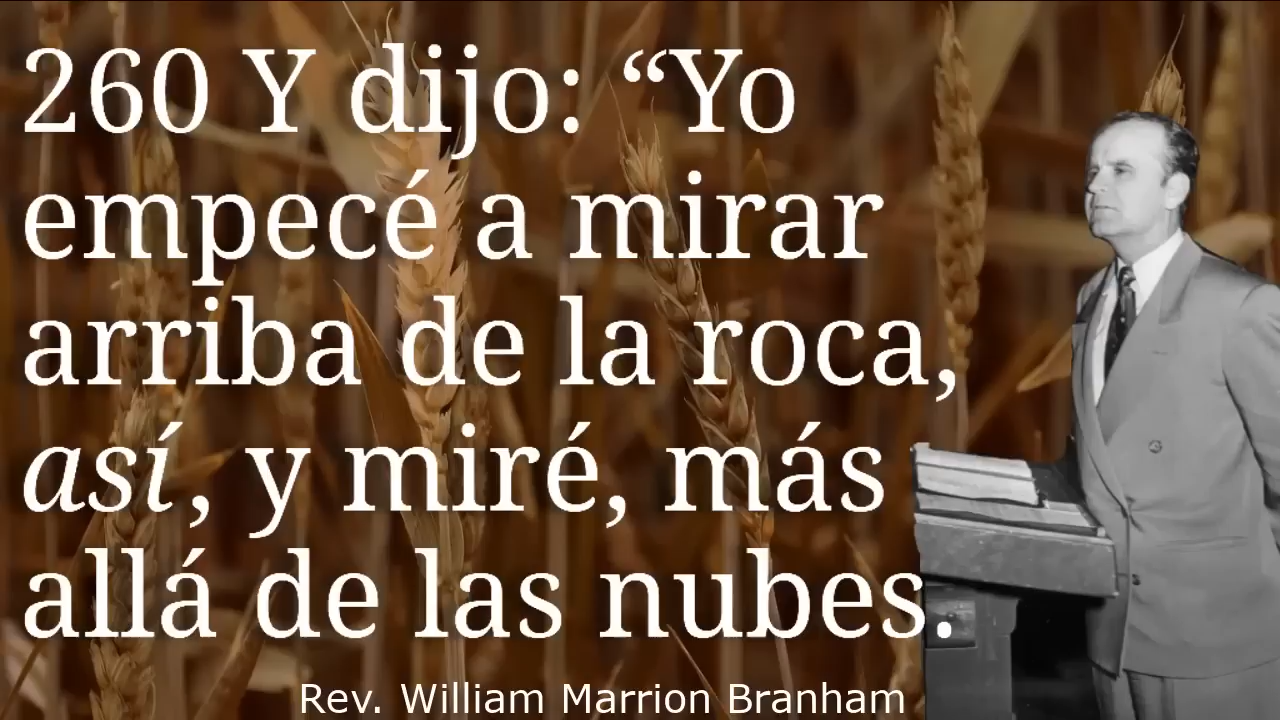 260 Y dijo: “Yo
empecé a mirar
arriba de la roca,
así, y miré, más
allá de las nubes.
Rev. William Marrion Branham